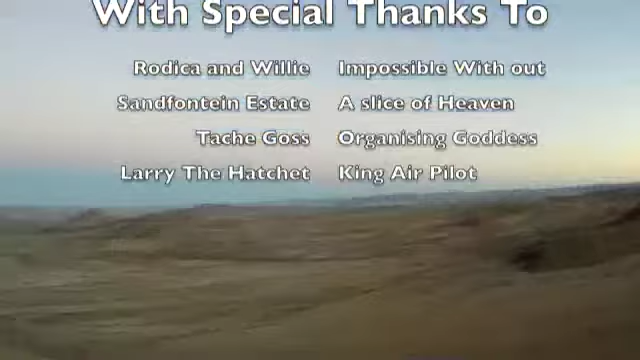 With Special Thanks To
Rodica and Willie Impossible With out
Sandfontein Estate A slice of Heaven
Tache Goss Organising Goddess
Larry The Hatchet King Air Pilot